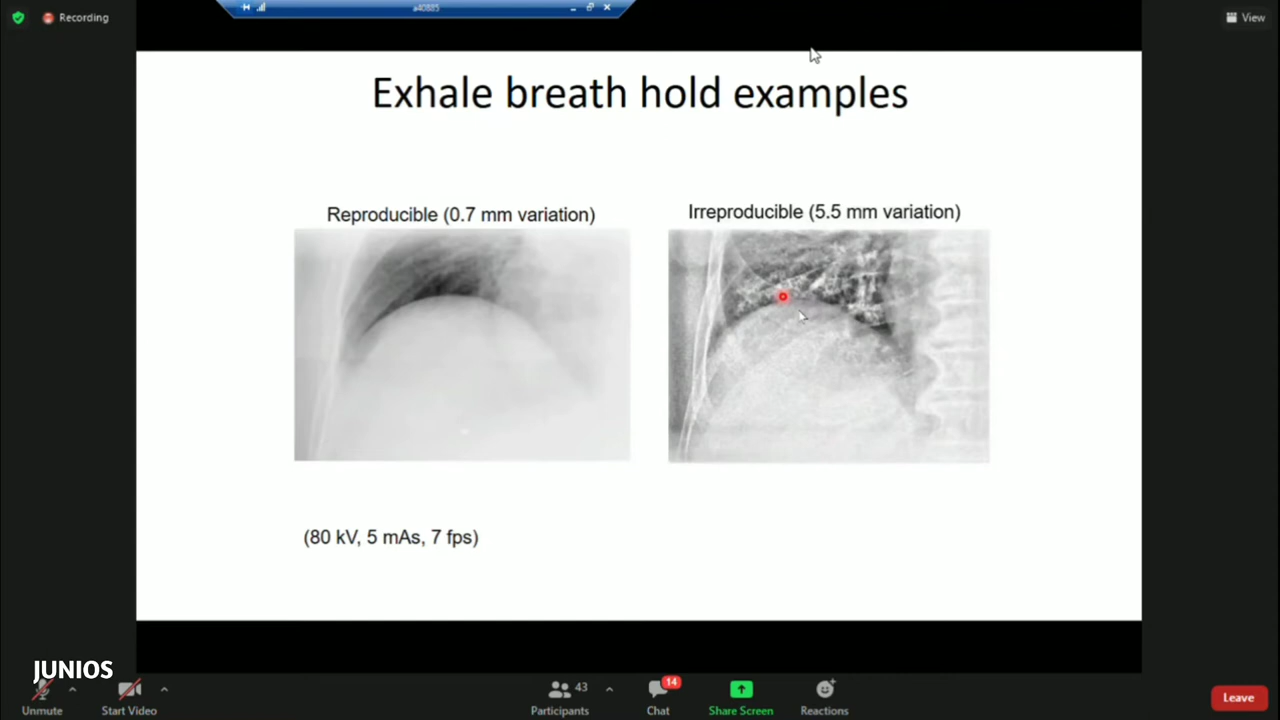 Recording
a40885
View
Exhale breath hold examples
Reproducible (0.7 mm variation)
Irreproducible (5.5 mm variation)
(80 kV, 5 mAs, 7 fps)
JUNIOS
43
14
Unmute
Start Video
Participants
Chat
Share Screen
Reactions
Leave